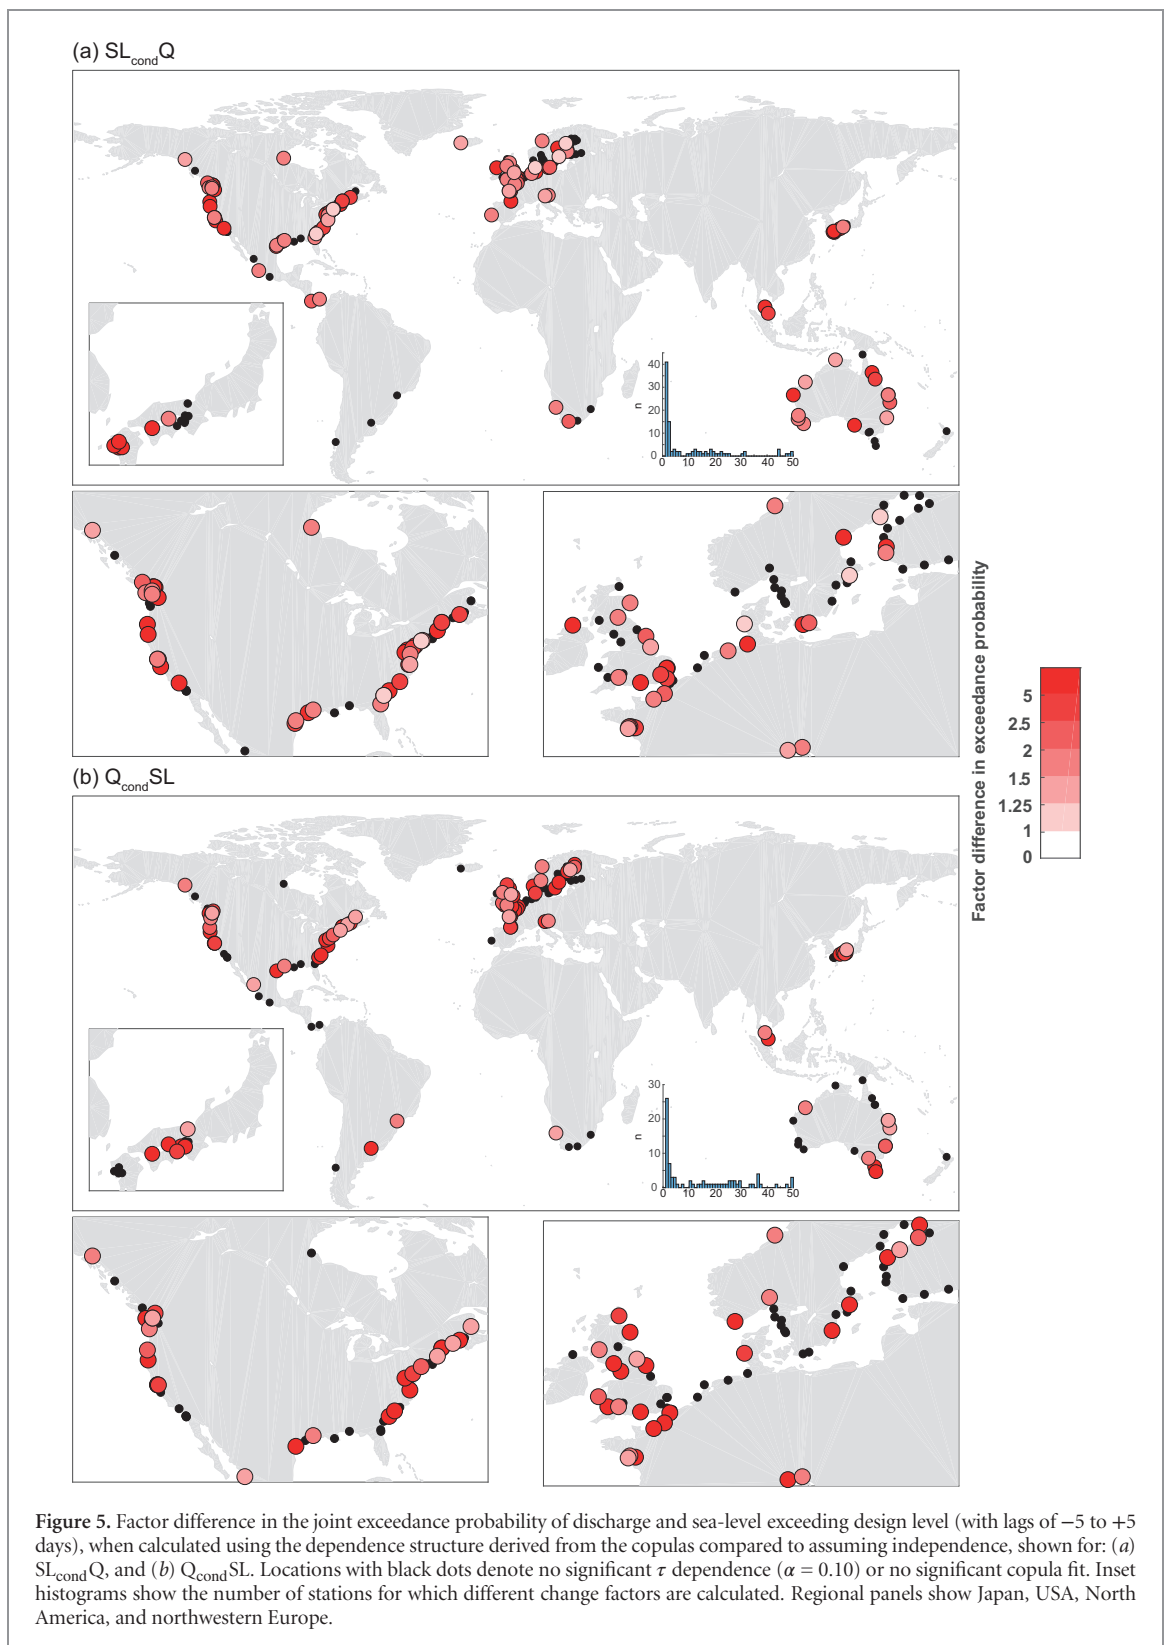 (a) SLcondQ
40
30
20
10
0
n
0 10 20 30 40 50
(b) QcondSL
Factor difference in exceedance probability
5
2.5
2
1.5
1.25
1
0
30
20
10
0
n
0 10 20 30 40 50
Figure 5. Factor difference in the joint exceedance probability of discharge and sea-level exceeding design level (with lags of −5 to +5
days), when calculated using the dependence structure derived from the copulas compared to assuming independence, shown for: (a)
SLcondQ, and (b) QcondSL. Locations with black dots denote no significant τ dependence (α = 0.10) or no significant copula fit. Inset
histograms show the number of stations for which different change factors are calculated. Regional panels show Japan, USA, North
America, and northwestern Europe.